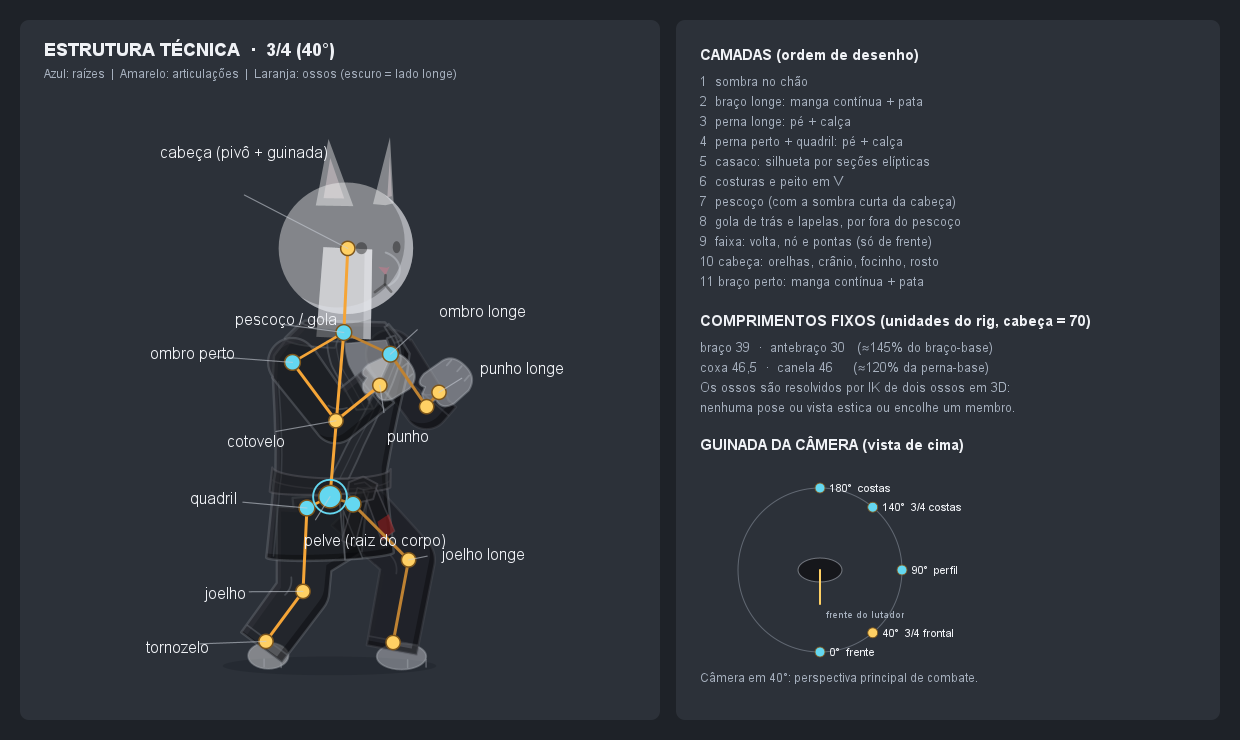 ESTRUTURA TÉCNICA · 3/4 (40°)
Azul: raízes | Amarelo: articulações | Laranja: ossos (escuro = lado longe)
cabeça (pivô + guinada)
pescoço / gola
ombro longe
ombro perto
punho longe
cotovelo
punho
quadril
pelve (raiz do corpo)
joelho longe
joelho
tornozelo
CAMADAS (ordem de desenho)
1 sombra no chão
2 braço longe: manga contínua + pata
3 perna longe: pé + calça
4 perna perto + quadril: pé + calça
5 casaco: silhueta por seções elípticas
6 costuras e peito em V
7 pescoço (com a sombra curta da cabeça)
8 gola de trás e lapelas, por fora do pescoço
9 faixa: volta, nó e pontas (só de frente)
10 cabeça: orelhas, crânio, focinho, rosto
11 braço perto: manga contínua + pata
COMPRIMENTOS FIXOS (unidades do rig, cabeça = 70)
braço 39 · antebraço 30 (≈145% do braço-base)
coxa 46,5 · canela 46 (≈120% da perna-base)
Os ossos são resolvidos por IK de dois ossos em 3D:
nenhuma pose ou vista estica ou encolhe um membro.
GUINADA DA CÂMERA (vista de cima)
180° costas
140° 3/4 costas
90° perfil
frente do lutador
40° 3/4 frontal
0° frente
Câmera em 40°: perspectiva principal de combate.